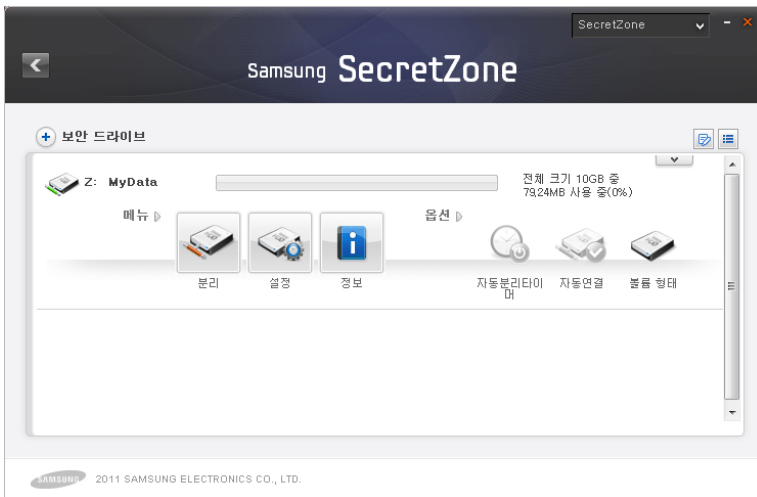 SecretZone
Samsung SecretZone
보안 드라이브
Z: MyData
전체 크기 10GB 중
79,24MB 사용 중(0%)
메뉴
옵션
분리
설정
정보
자동분리타이
머
자동연결
볼륨 형태
SAMSUNG
2011 SAMSUNG ELECTRONICS CO., LTD.